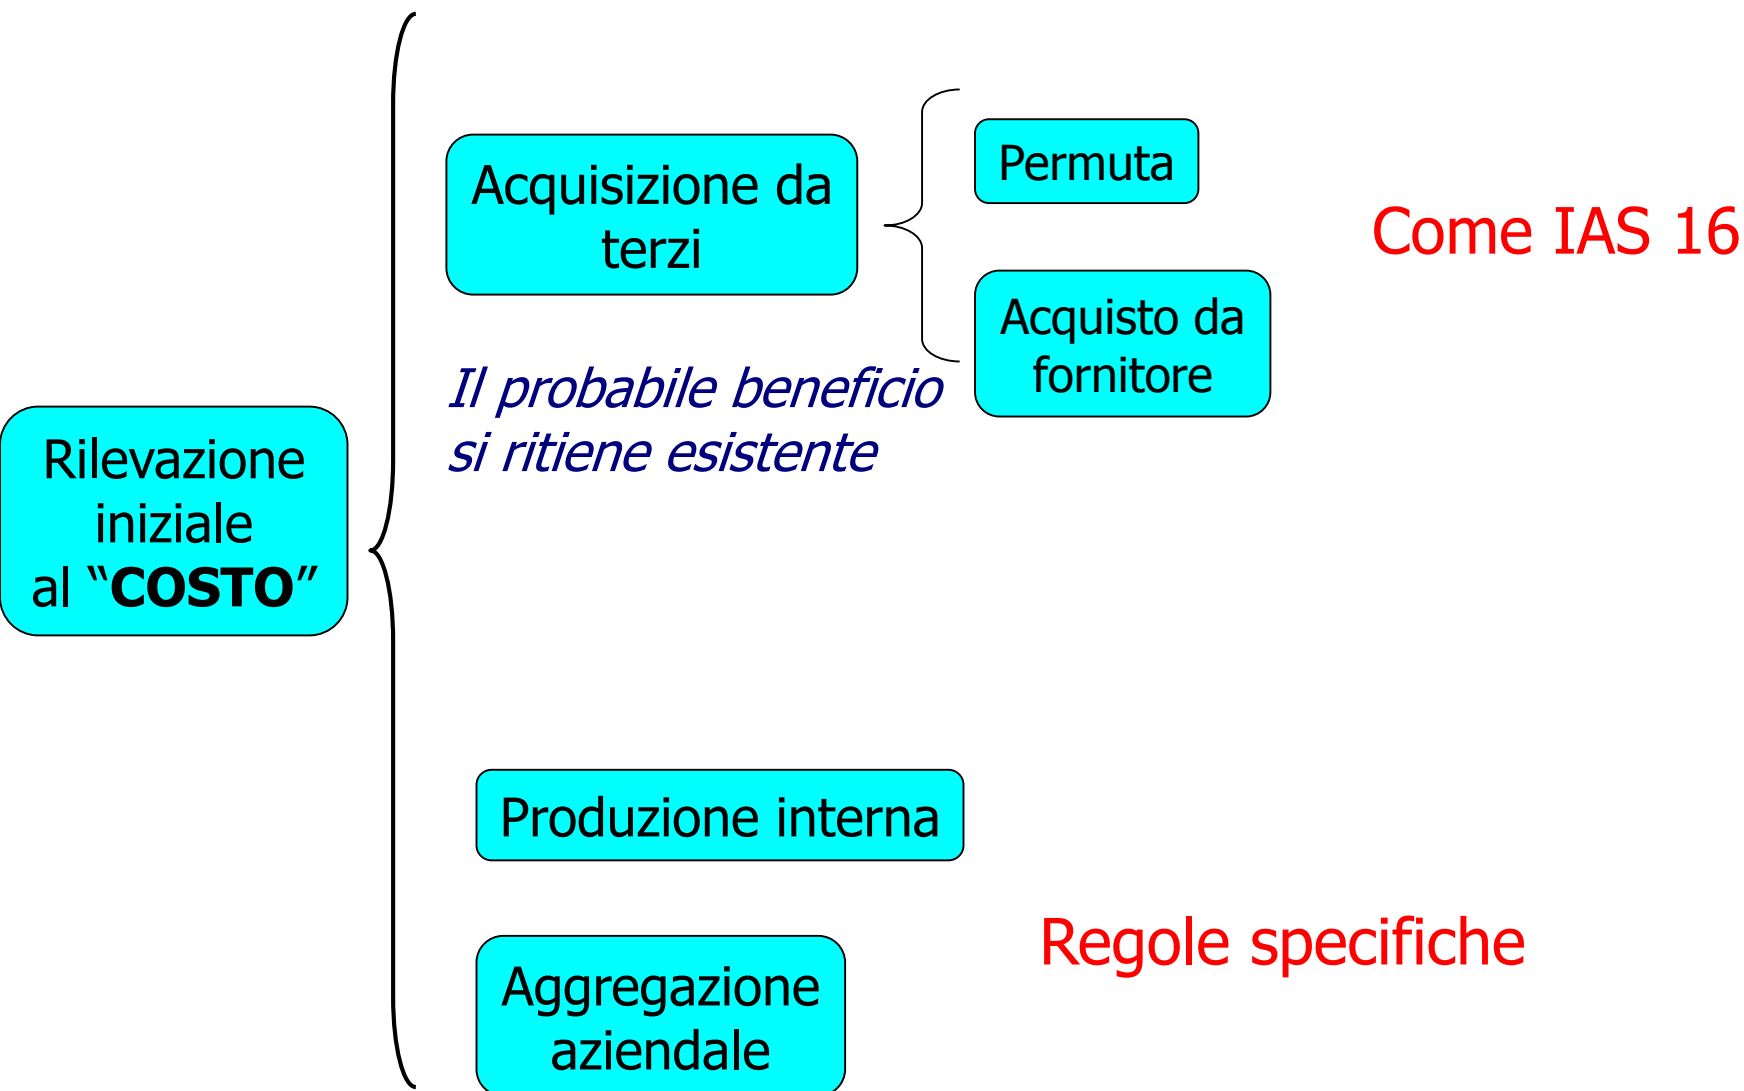 Rilevazione
iniziale
al “COSTO”
Acquisizione da
terzi
Permuta
Acquisto da
fornitore
Come IAS 16
Il probabile beneficio
si ritiene esistente
Produzione interna
Aggregazione
aziendale
Regole specifiche